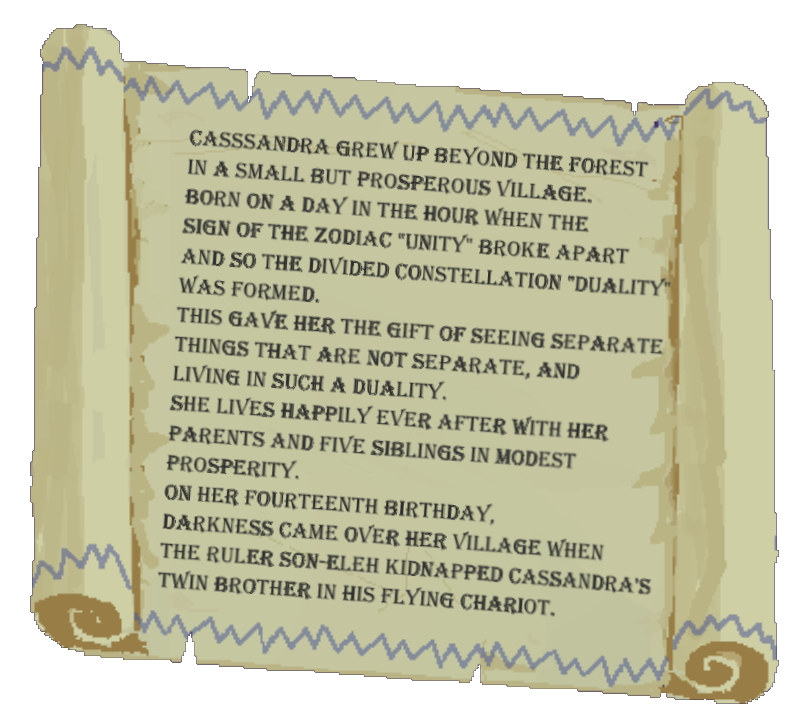 CASSSANDRA GREW UP BEYOND THE FOREST
IN A SMALL BUT PROSPEROUS VILLAGE.
BORN ON A DAY IN THE HOUR WHEN THE
SIGN OF THE ZODIAC "UNITY" BROKE APART
AND SO THE DIVIDED CONSTELLATION "DUALITY"
WAS FORMED.
THIS GAVE HER THE GIFT OF SEEING SEPARATE
THINGS THAT ARE NOT SEPARATE, AND
LIVING IN SUCH A DUALITY.
SHE LIVES HAPPILY EVER AFTER WITH HER
PARENTS AND FIVE SIBLINGS IN MODEST
PROSPERITY.
ON HER FOURTEENTH BIRTHDAY,
DARKNESS CAME OVER HER VILLAGE WHEN
THE RULER SON-ELEH KIDNAPPED CASSANDRA'S
TWIN BROTHER IN HIS FLYING CHARIOT.